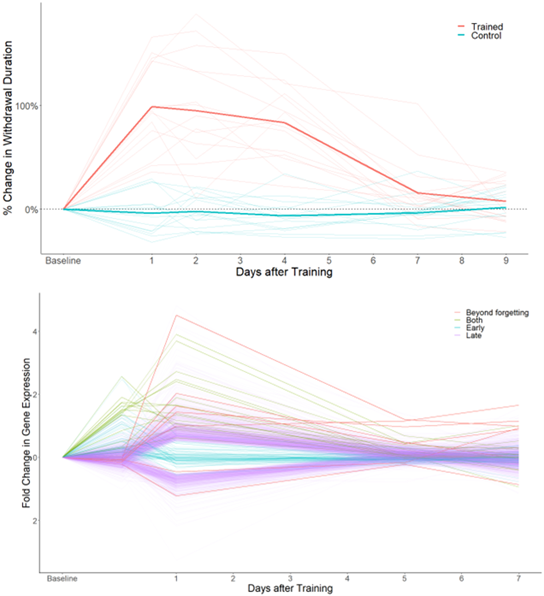 Trained
Control
% Change in Withdrawal Duration
100%
0%
Baseline 1 2 3 4 5 6 7 8 9
Days after Training
Beyond forgetting
Both
Early
Late
Fold Change in Gene Expression
4
2
0
2
Baseline 1 2 3 4 5 6 7
Days after Training